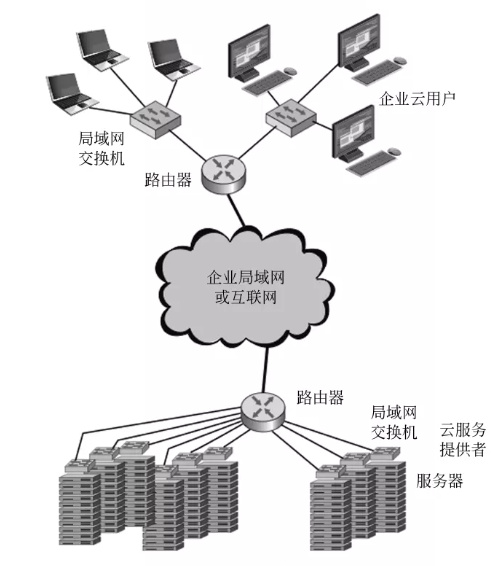 企业云用户
局域网
交换机
路由器
企业局域网
或互联网
路由器
局域网
交换机
云服务
提供者
服务器